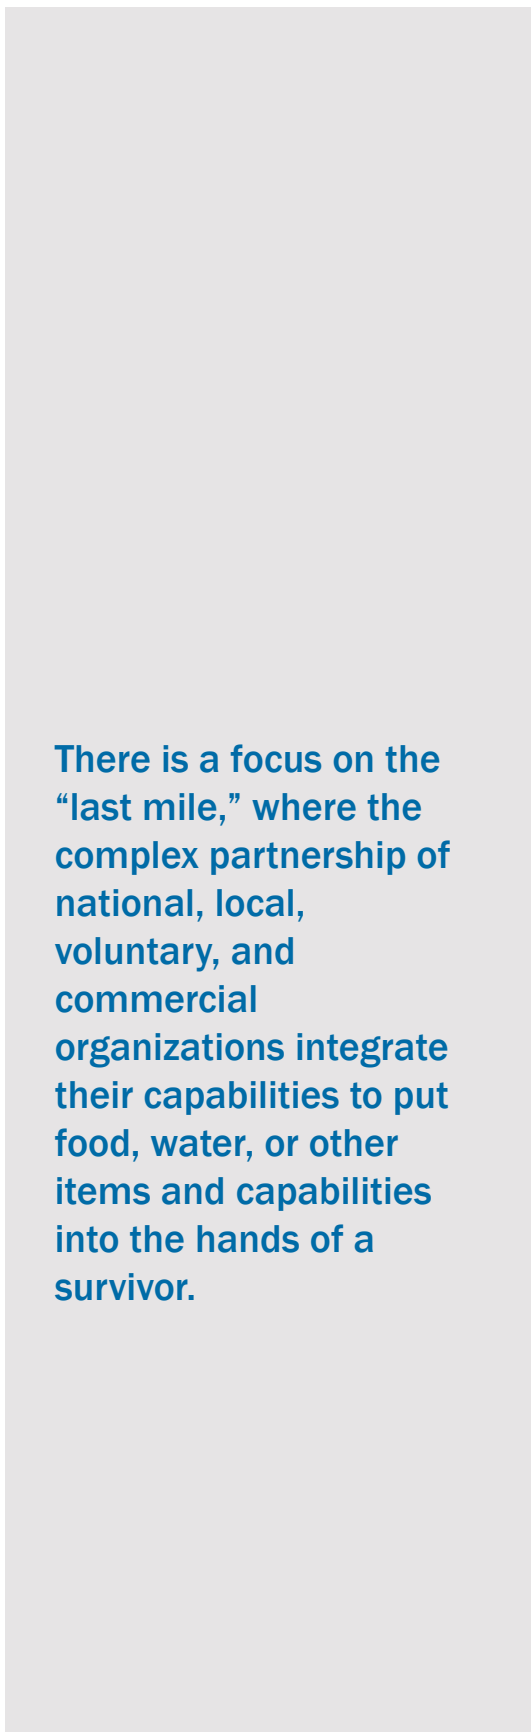 There is a focus on the
“last mile,” where the
complex partnership of
national, local,
voluntary, and
commercial
organizations integrate
their capabilities to put
food, water, or other
items and capabilities
into the hands of a
survivor.